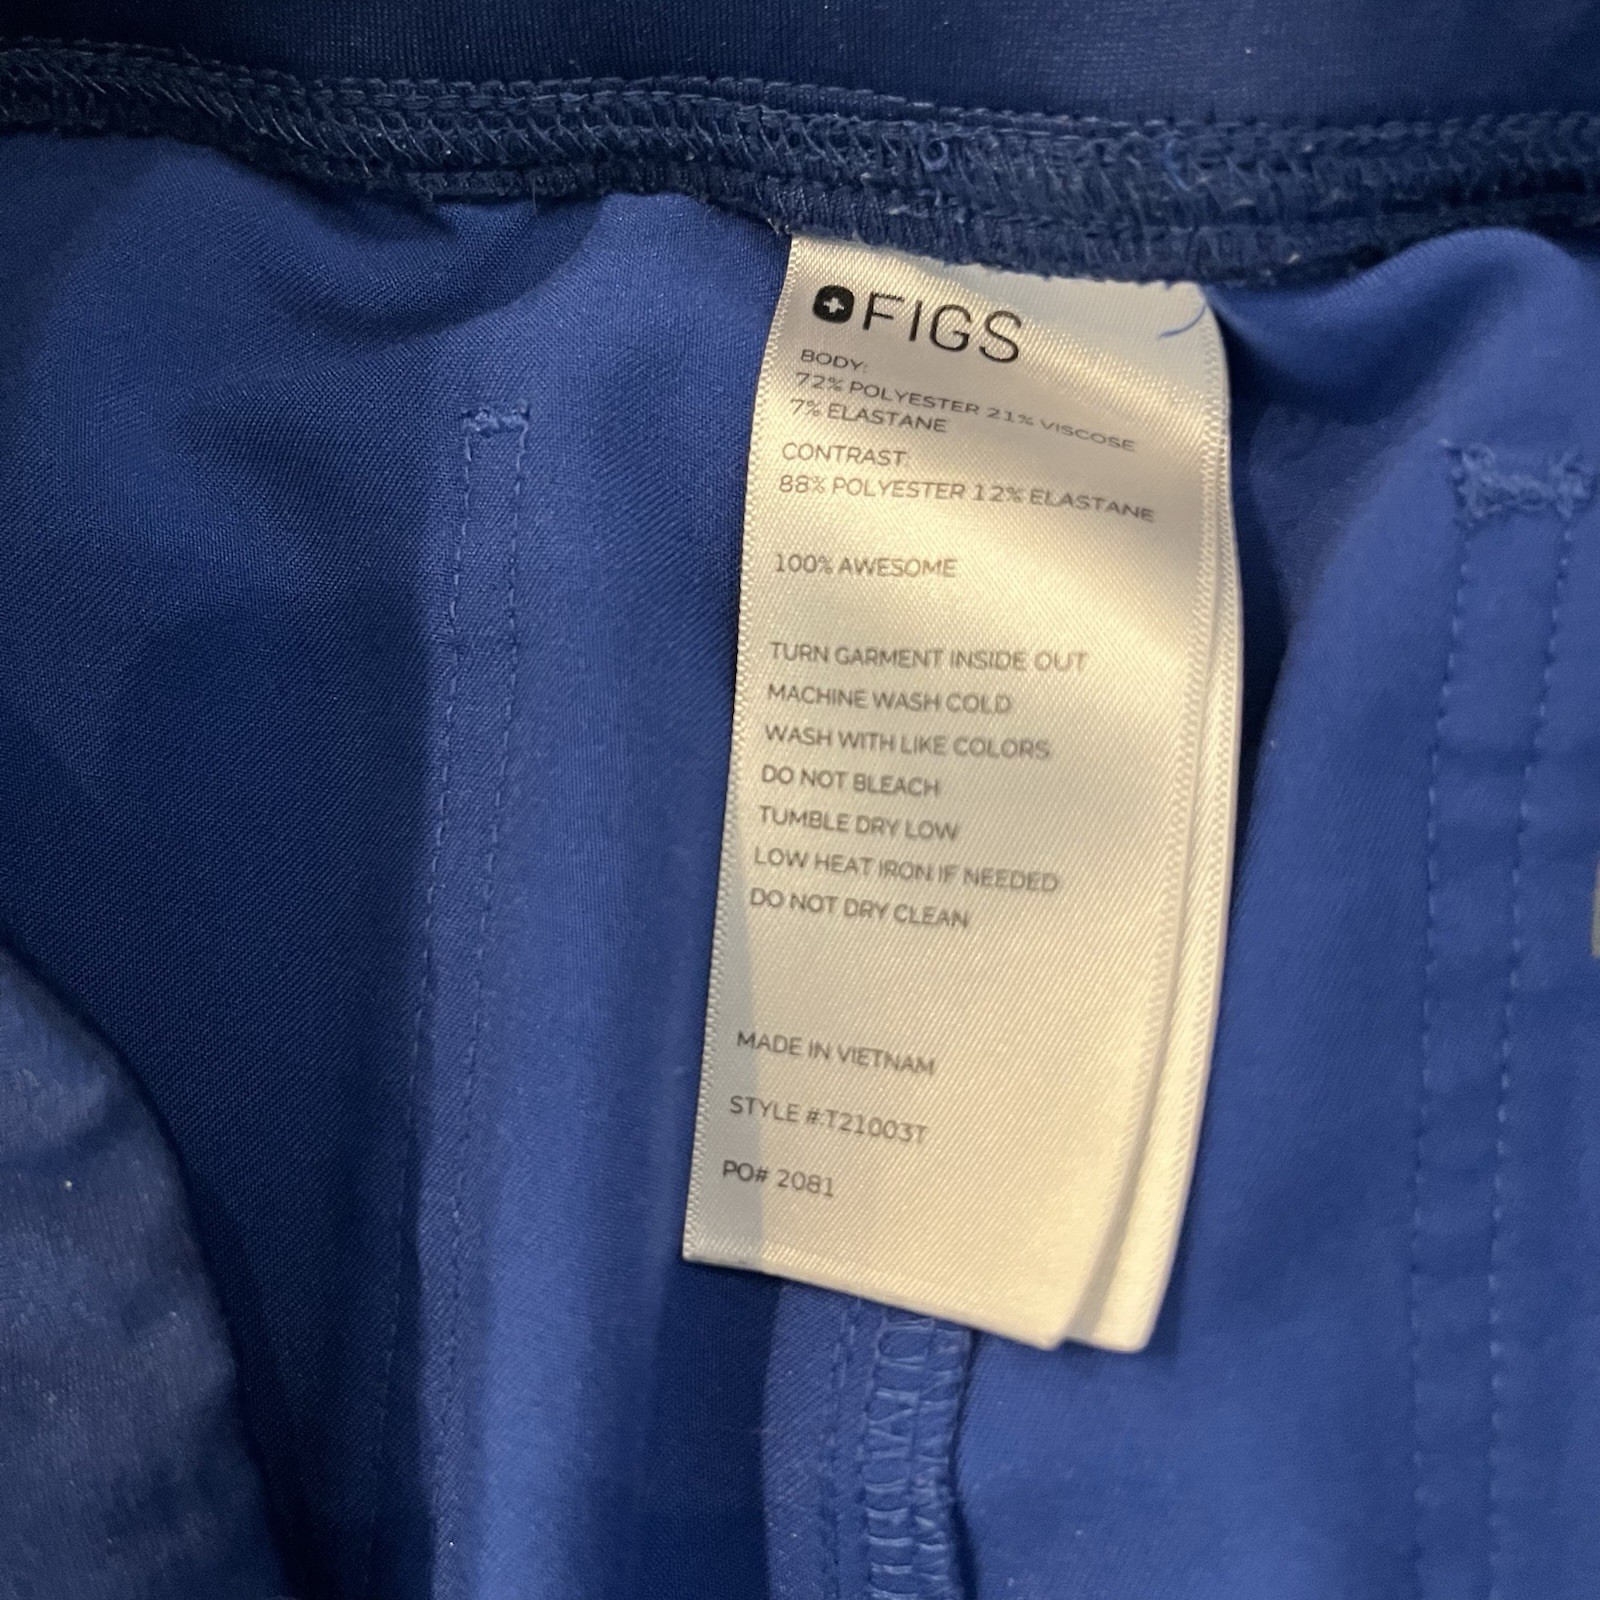 FIGS
BODY:
72% POLYESTER 21% VISCOSE
7% ELASTANE
CONTRAST:
88% POLYESTER 12% ELASTANE
100% AWESOME
TURN GARMENT INSIDE OUT
MACHINE WASH COLD
WASH WITH LIKE COLORS
DO NOT BLEACH
TUMBLE DRY LOW
LOW HEAT IRON IF NEEDED
DO NOT DRY CLEAN
MADE IN VIETNAM
STYLE #:T21003T
PO# 2081